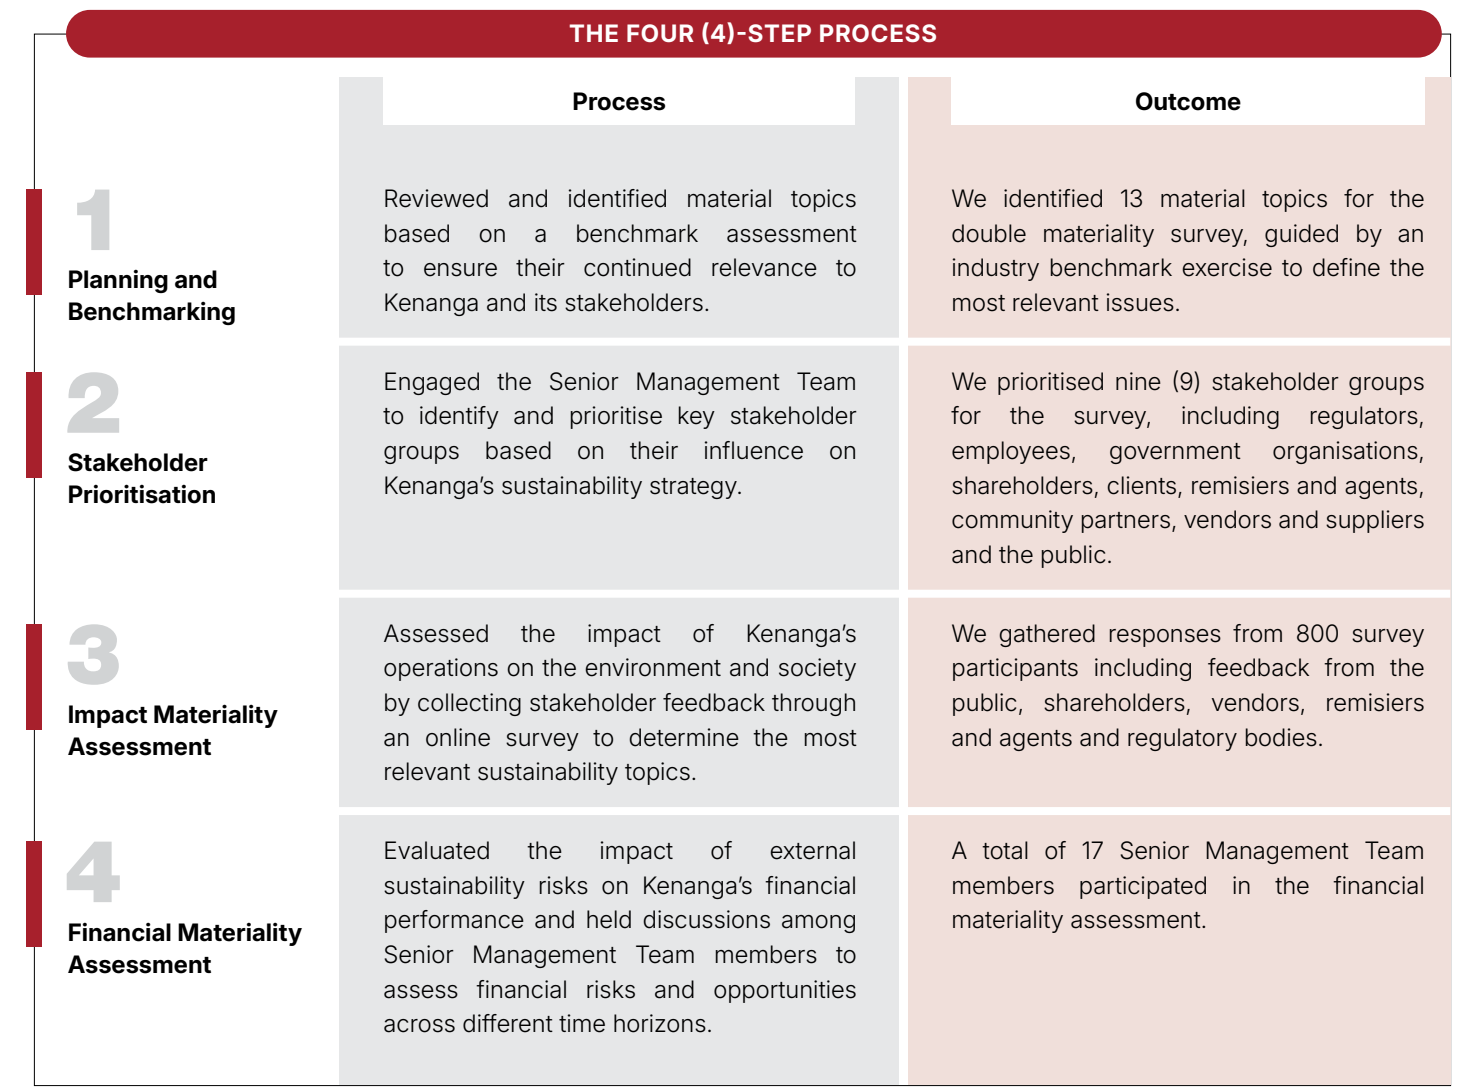 THE FOUR (4)-STEP PROCESS
Process
Outcome
1
Planning and
Benchmarking
Reviewed and identified material topics
based on a benchmark assessment
to ensure their continued relevance to
Kenanga and its stakeholders.
We identified 13 material topics for the
double materiality survey, guided by an
industry benchmark exercise to define the
most relevant issues.
2
Stakeholder
Prioritisation
Engaged the Senior Management Team
to identify and prioritise key stakeholder
groups based on their influence on
Kenanga’s sustainability strategy.
We prioritised nine (9) stakeholder groups
for the survey, including regulators,
employees, government organisations,
shareholders, clients, remisiers and agents,
community partners, vendors and suppliers
and the public.
3
Impact Materiality
Assessment
Assessed the impact of Kenanga’s
operations on the environment and society
by collecting stakeholder feedback through
an online survey to determine the most
relevant sustainability topics.
We gathered responses from 800 survey
participants including feedback from the
public, shareholders, vendors, remisiers
and agents and regulatory bodies.
4
Financial Materiality
Assessment
Evaluated the impact of external
sustainability risks on Kenanga’s financial
performance and held discussions among
Senior Management Team members to
assess financial risks and opportunities
across different time horizons.
A total of 17 Senior Management Team
members participated in the financial
materiality assessment.